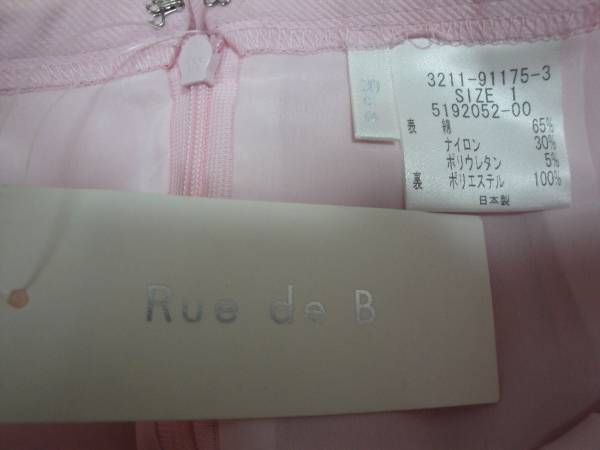 3211-91175-3
SIZE 1
5192052-00
表 綿 65%
ナイロン 30%
ポリウレタン 5%
裏 ポリエステル 100%
日本製
Rue de B